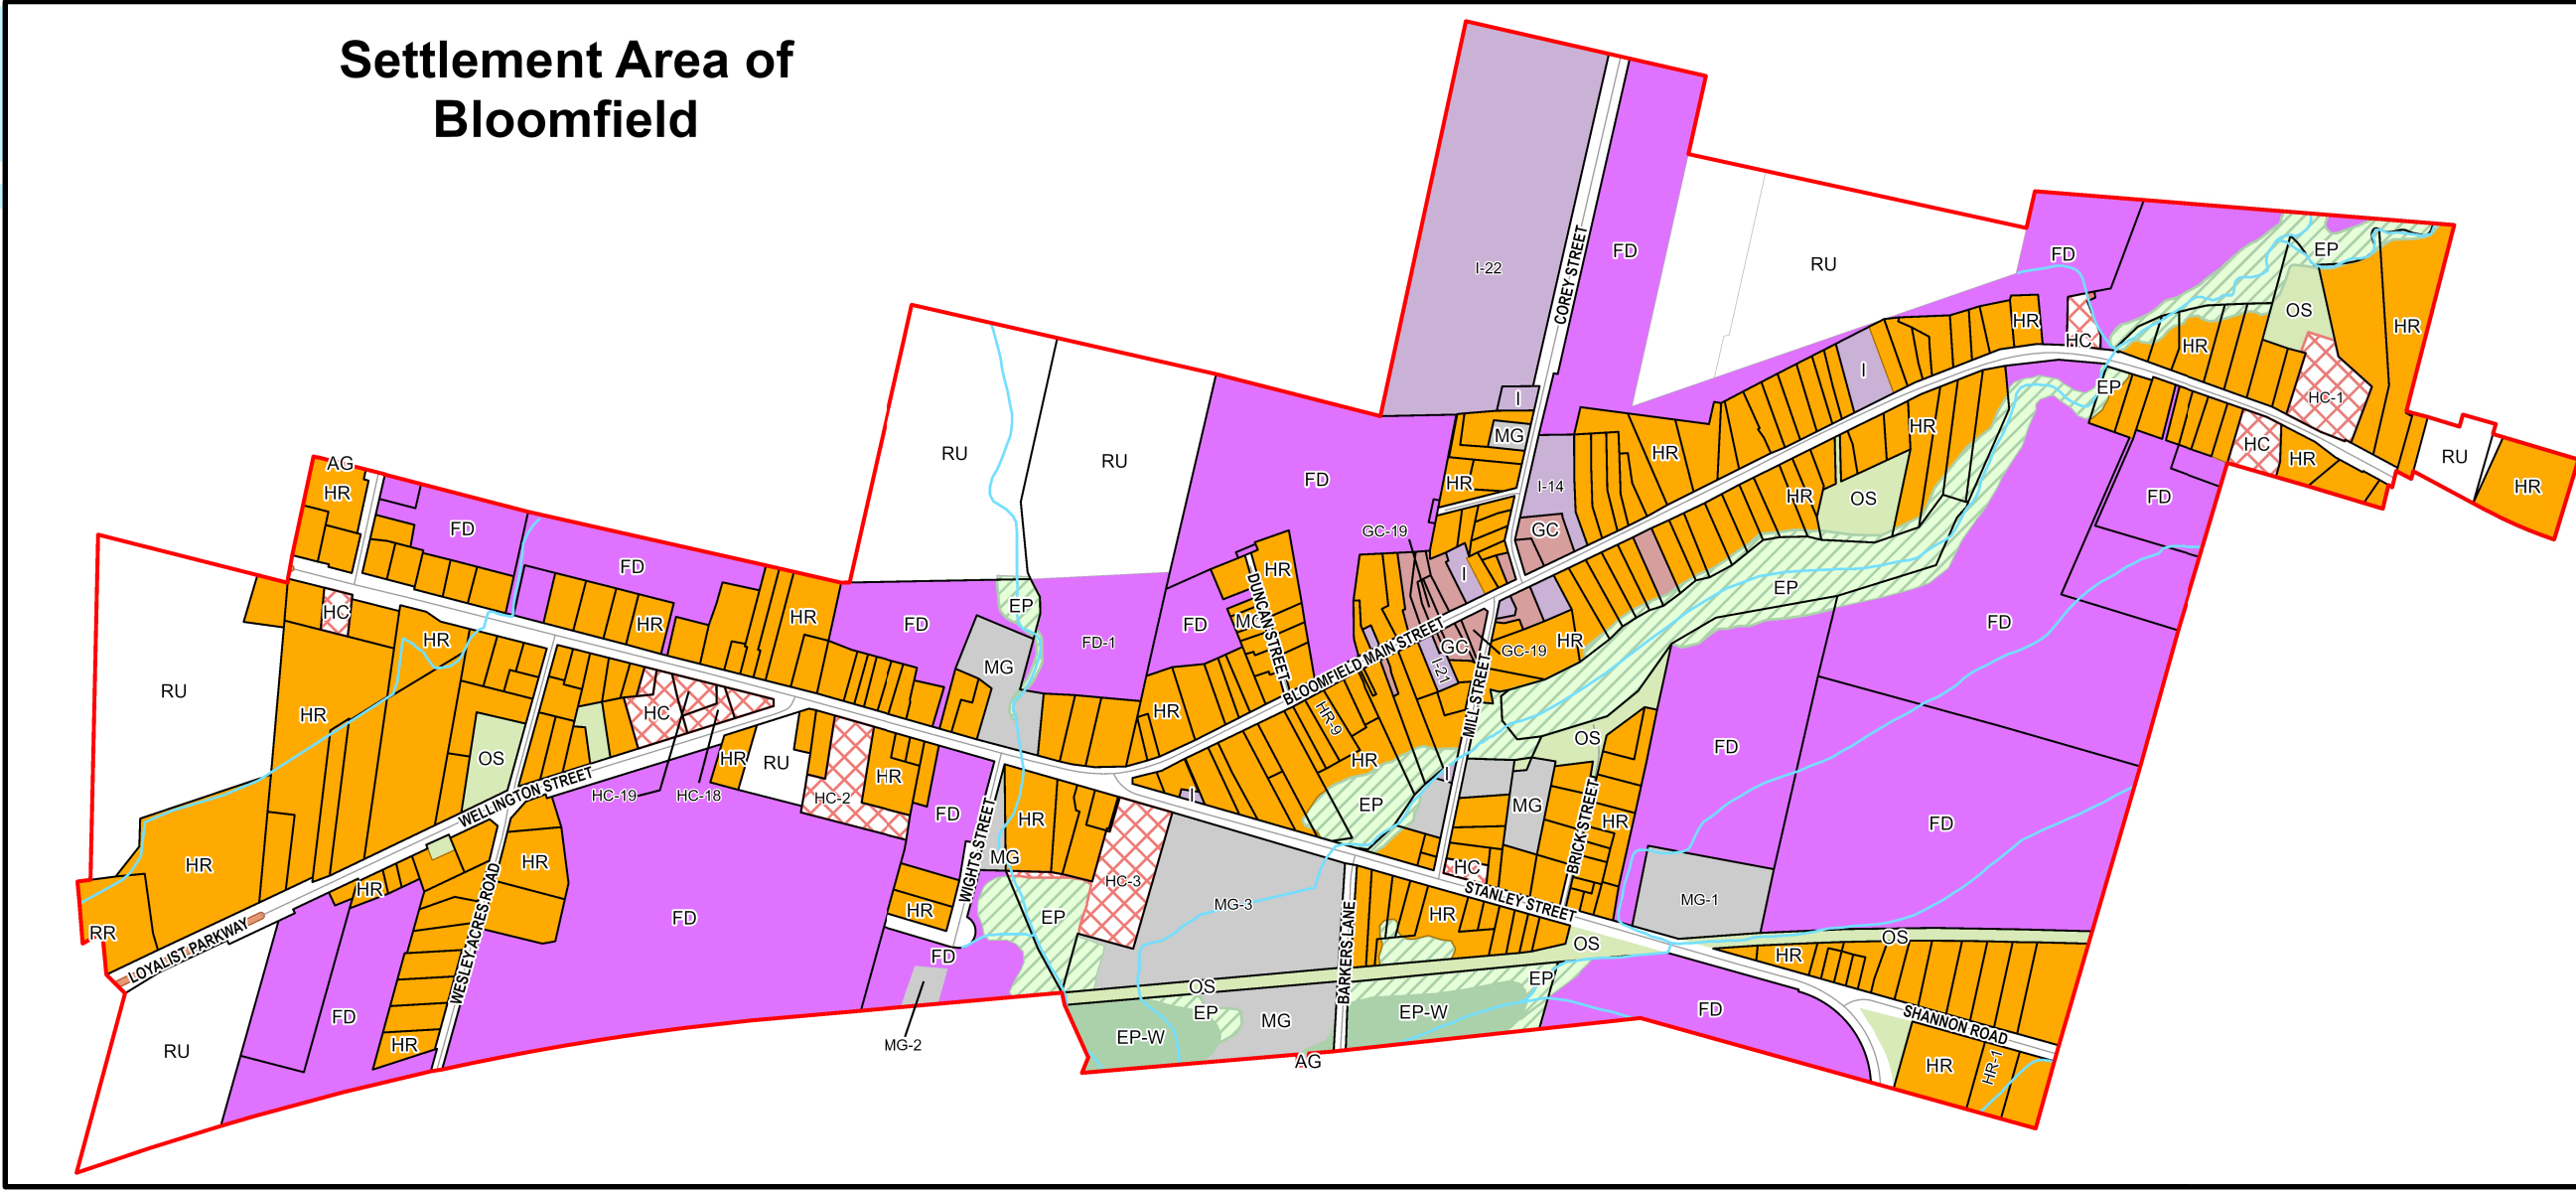 Settlement Area of
Bloomfield
I-22
COREY STREET
FD
RU
FD
EP
OS
HR
HR
HC
HR
EP
HC-1
HC
HR
RU
HR
FD
I
I
MG
HR
I-14
GC
HR
HR
HR
OS
EP
FD
RU
RU
FD
GC-19
I
GC
GC-19
I-21
HR
MILL STREET
BLOOMFIELD MAIN STREET
DUNCAN STREET
HR
MG
FD
FD-1
EP
FD
MG
HR
HR-9
HR
AG
HR
FD
FD
HR
HR
HC
HR
RU
HR
OS
HC
HC-19
HC-18
HR
RU
HC-2
HR
FD
WELLINGTON STREET
HR
HR
HR
RR
LOYALIST PARKWAY
WESLEY ACRES ROAD
FD
FD
HR
RU
WIGHTS STREET
HR
MG
HR
FD
MG-2
EP
HC-3
I
MG-3
EP
I
MG
OS
BRICK STREET
HR
HC
STANLEY STREET
HR
BARKERS LANE
OS
EP
MG
EP-W
AG
EP-W
EP
OS
FD
FD
MG-1
OS
HR
FD
SHANNON ROAD
HR
HR-1